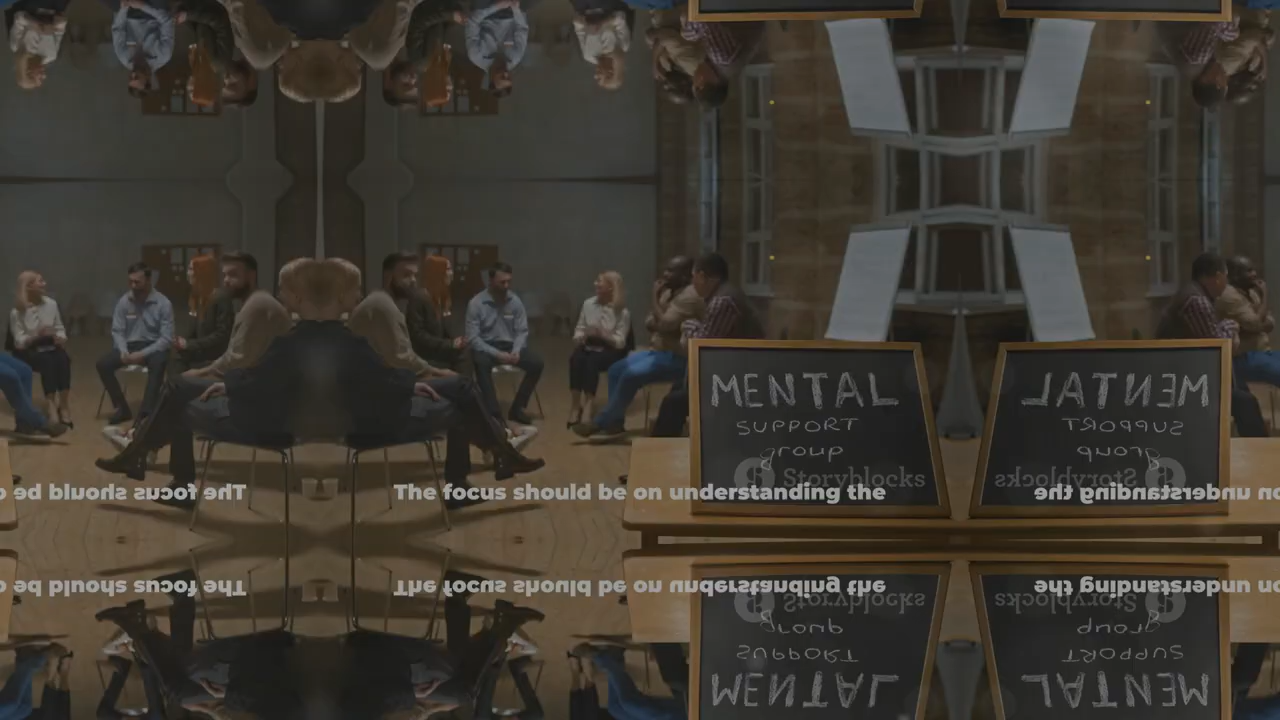 MENTAL
SUPPORT
group
Storyblocks
The focus should be on understanding the